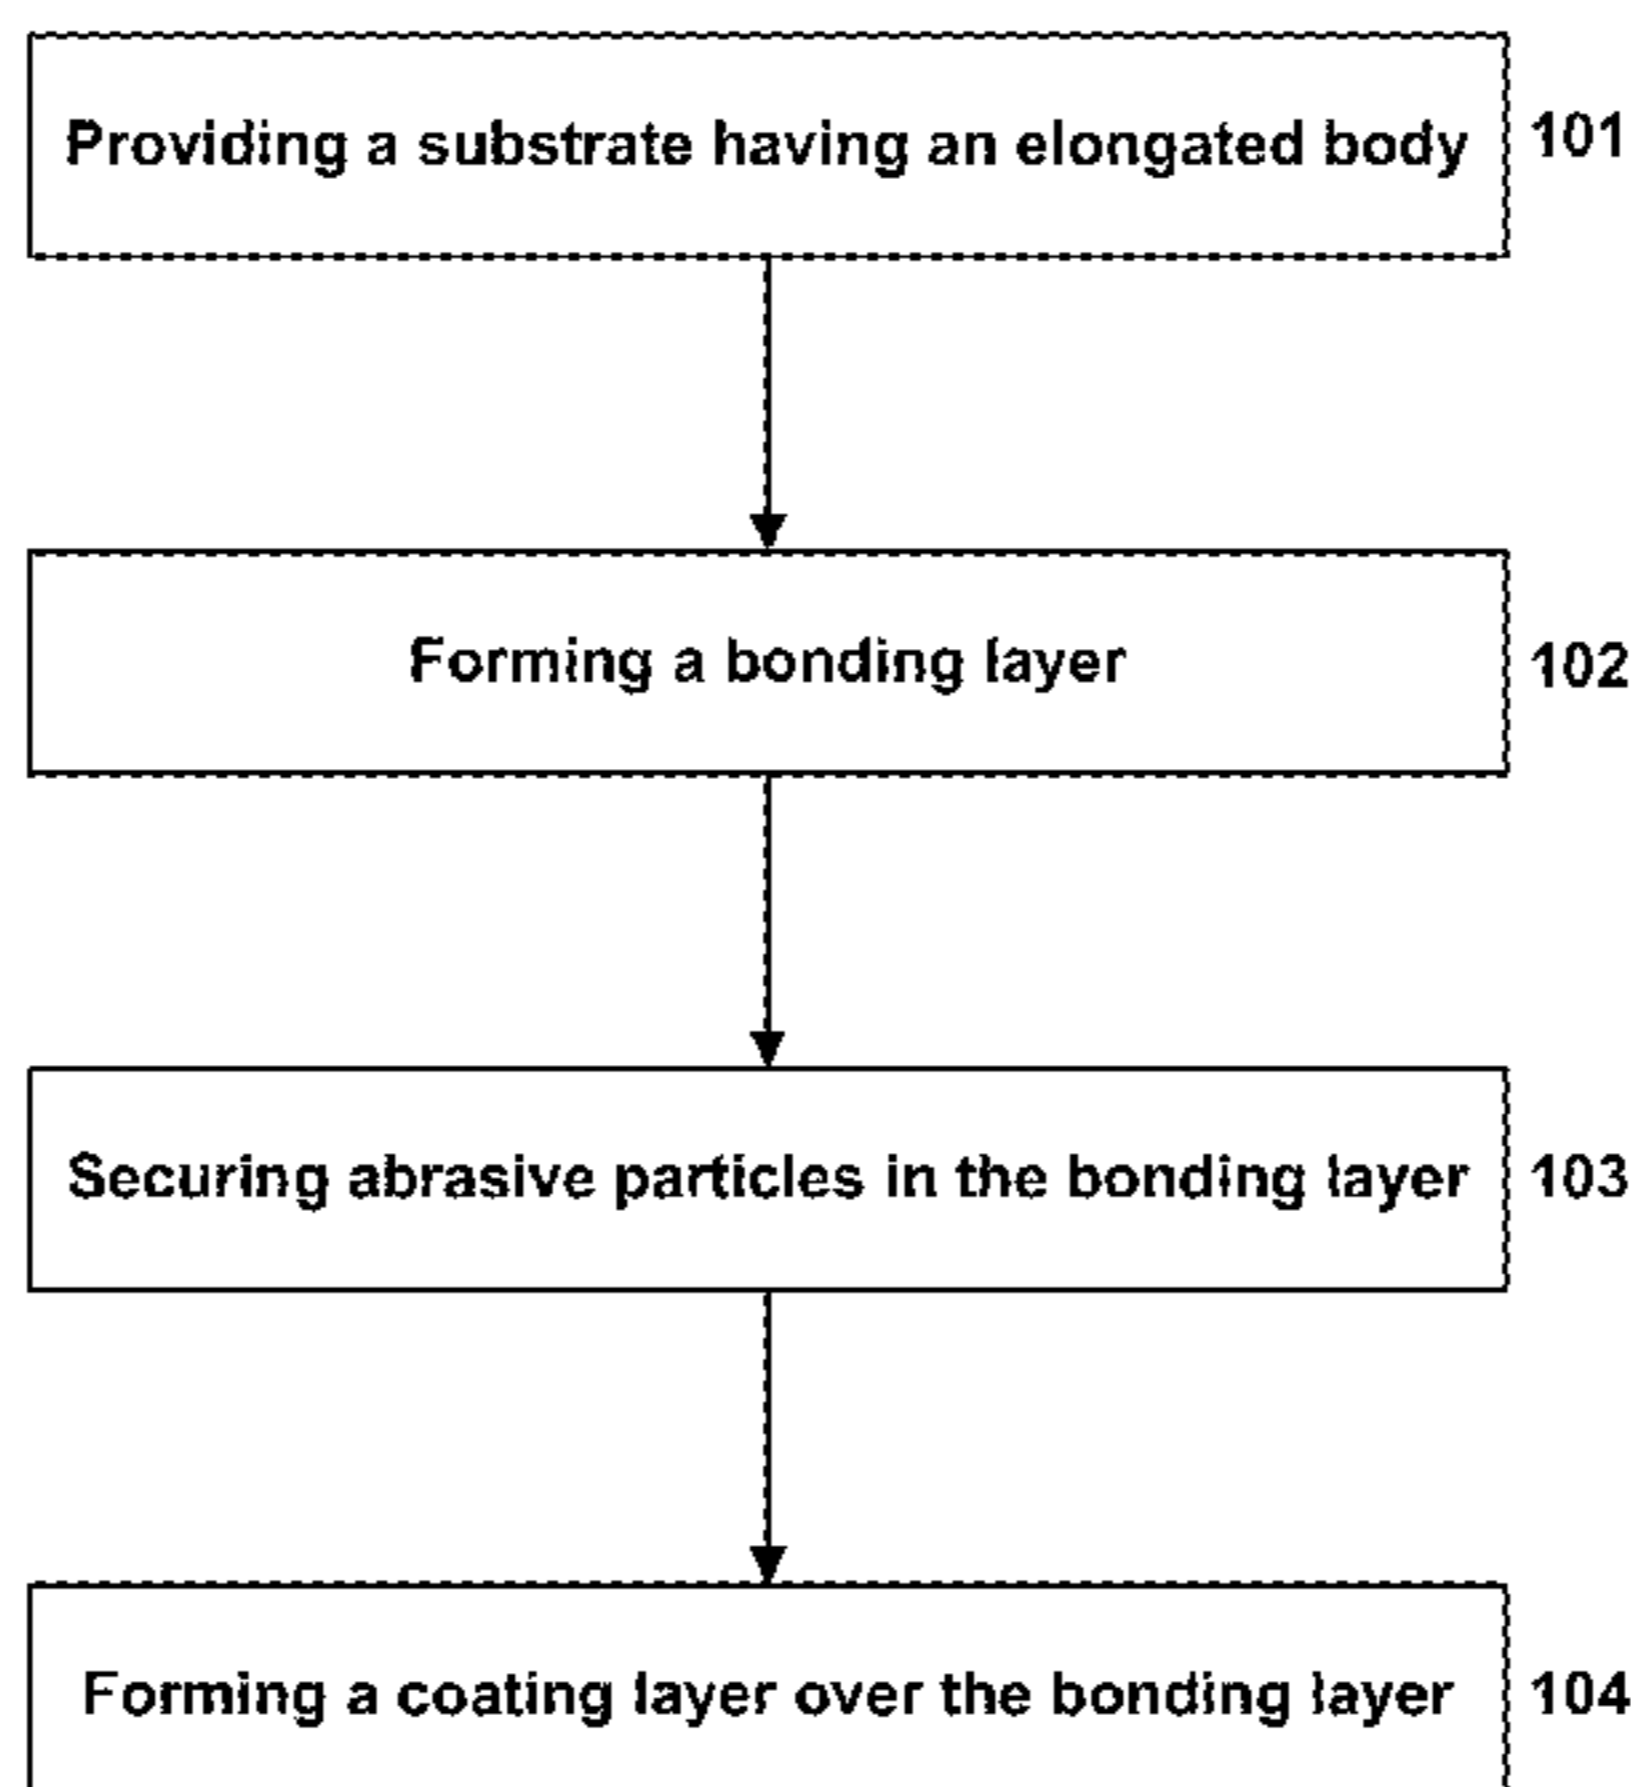 Providing a substrate having an elongated body 101
Forming a bonding layer 102
Securing abrasive particles in the bonding layer 103
Forming a coating layer over the bonding layer 104